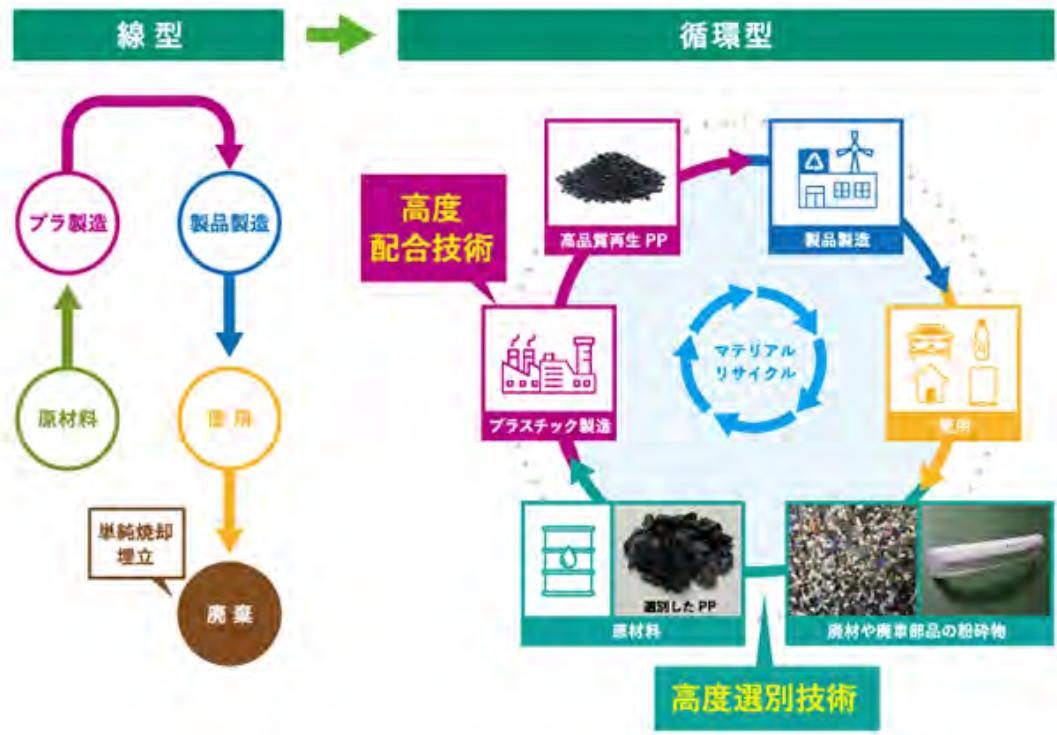 線型
循環型
プラ製造
製品製造
原材料
使用
単純焼却
埋立
廃棄
高度
配合技術
高品質再生 PP
製品製造
プラスチック製造
マテリアル
リサイクル
使用
選別した PP
原材料
廃材や廃車部品の粉砕物
高度選別技術